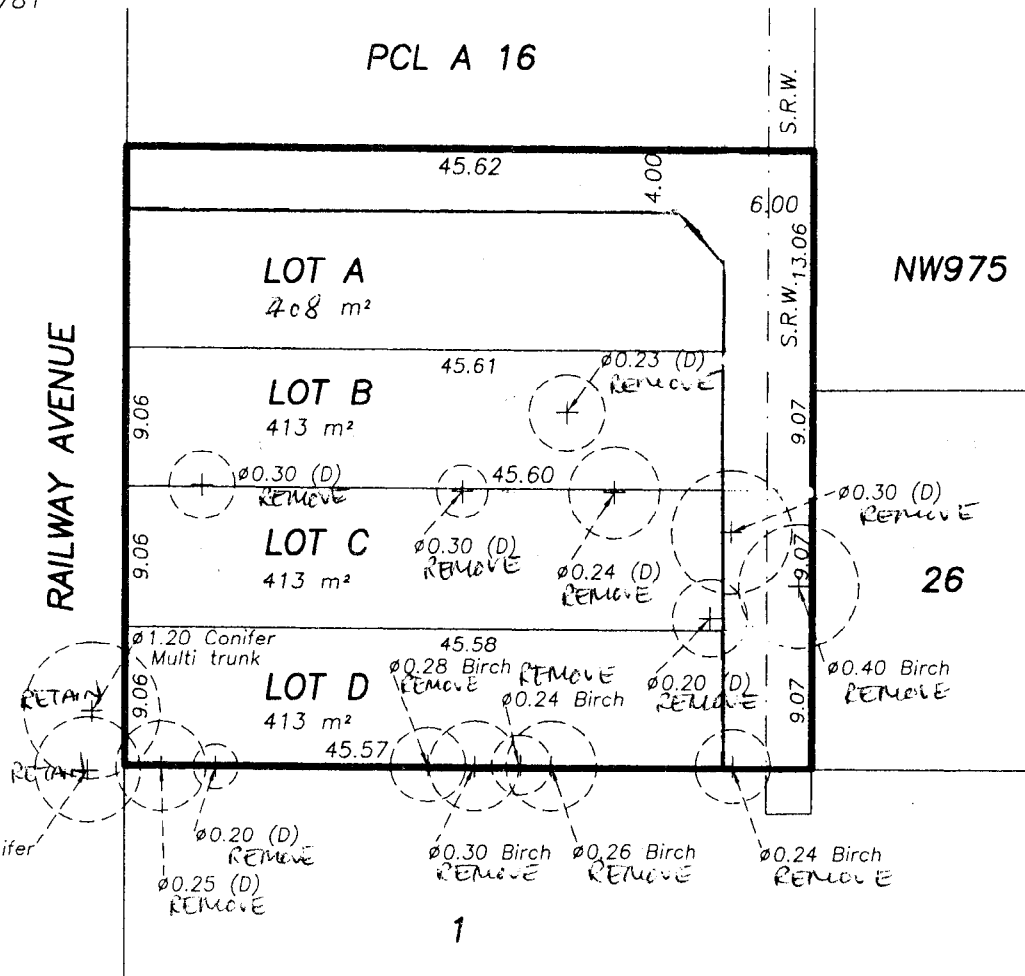 PCL A 16
S.R.W.
45.62
4.00
6.00
13.06
S.R.W.
NW975
LOT A
408 m²
RAILWAY AVENUE
45.61
ø0.23 (D)
REMOVE
LOT B
413 m²
9.06
9.07
ø0.30 (D)
REMOVE
45.60
ø0.30 (D)
REMOVE
LOT C
413 m²
9.06
ø0.30 (D)
REMOVE
ø0.24 (D)
REMOVE
9.07
26
ø1.20 Conifer
Multi trunk
45.58
RETAIN
LOT D
413 m²
9.06
ø0.28 Birch
REMOVE
REMOVE
ø0.24 Birch
ø0.20 (D)
REMOVE
9.07
ø0.40 Birch
REMOVE
45.57
RETAIN
ifer
ø0.20 (D)
REMOVE
ø0.25 (D)
REMOVE
ø0.30 Birch
REMOVE
ø0.26 Birch
REMOVE
ø0.24 Birch
REMOVE
1